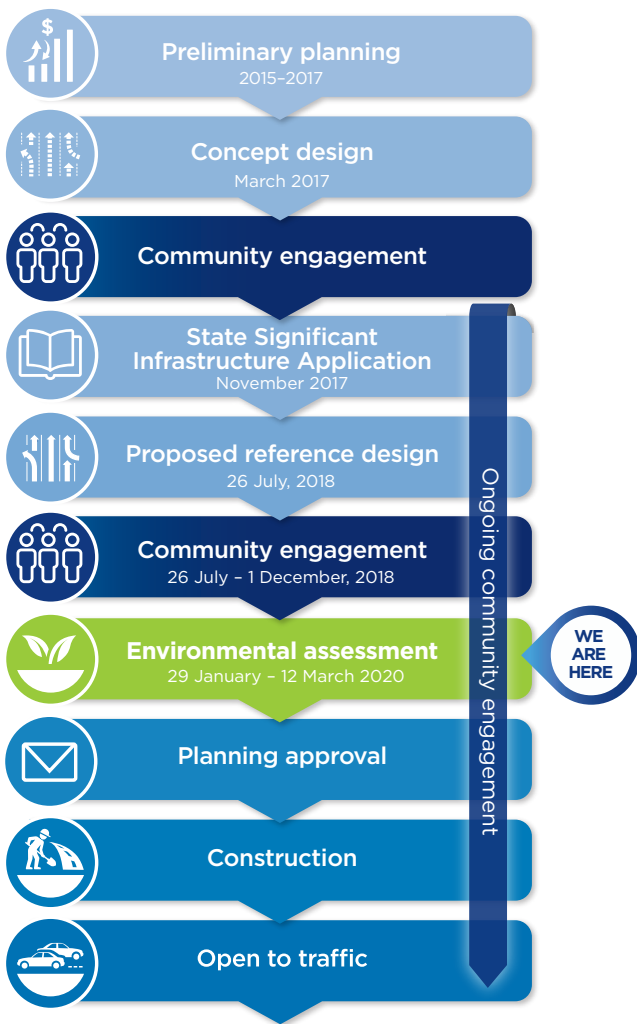 $
Preliminary planning
2015–2017
Concept design
March 2017
Community engagement
State Significant
Infrastructure Application
November 2017
Proposed reference design
26 July, 2018
Community engagement
26 July – 1 December, 2018
Environmental assessment
29 January – 12 March 2020
Planning approval
Construction
Open to traffic
Ongoing community engagement
WE
ARE
HERE